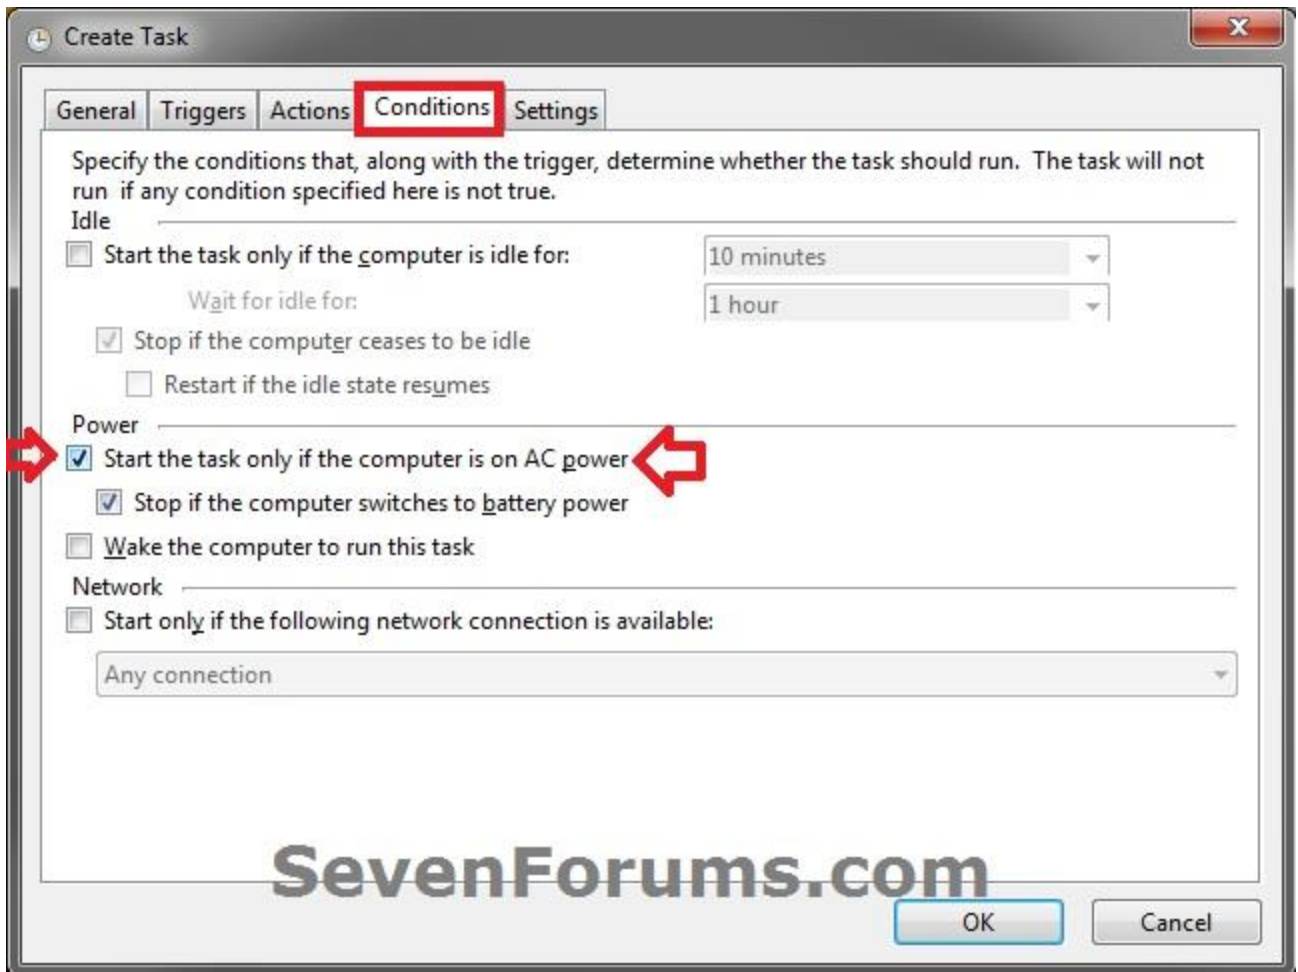 Create Task
General Triggers Actions Conditions Settings
Specify the conditions that, along with the trigger, determine whether the task should run. The task will not
run if any condition specified here is not true.
Idle
Start the task only if the computer is idle for: 10 minutes
Wait for idle for: 1 hour
Stop if the computer ceases to be idle
Restart if the idle state resumes
Power
Start the task only if the computer is on AC power
Stop if the computer switches to battery power
Wake the computer to run this task
Network
Start only if the following network connection is available:
Any connection
SevenForums.com
OK Cancel